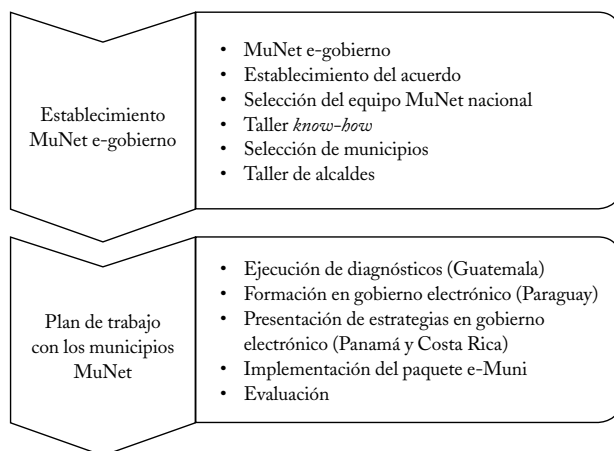 Establecimiento
MuNet e-gobierno
• MuNet e-gobierno
• Establecimiento del acuerdo
• Selección del equipo MuNet nacional
• Taller know-how
• Selección de municipios
• Taller de alcaldes
Plan de trabajo
con los municipios
MuNet
• Ejecución de diagnósticos (Guatemala)
• Formación en gobierno electrónico (Paraguay)
• Presentación de estrategias en gobierno
electrónico (Panamá y Costa Rica)
• Implementación del paquete e-Muni
• Evaluación